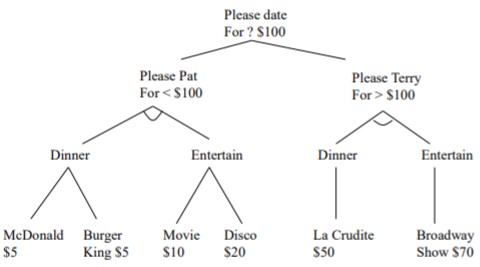 Please date
For ? $100
Please Pat
For < $100
Please Terry
For > $100
Dinner
Entertain
Dinner
Entertain
McDonald
$5
Burger
King $5
Movie
$10
Disco
$20
La Crudite
$50
Broadway
Show $70